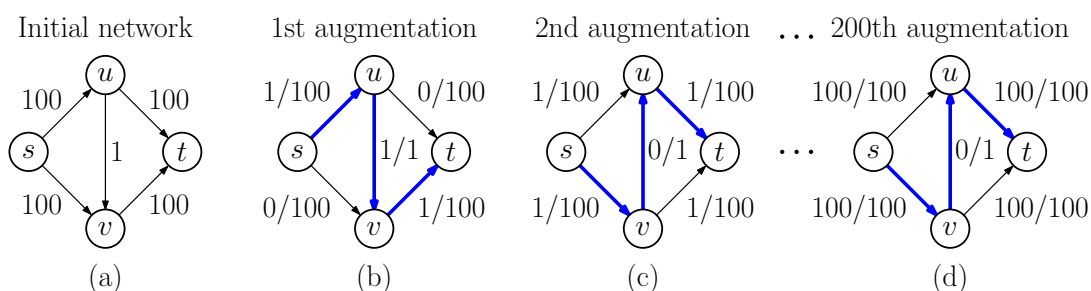 Initial network
1st augmentation
2nd augmentation
... 200th augmentation
u
100 100
s 1 t
100 100
v
(a)
u
1/100 0/100
s 1/1 t
0/100 1/100
v
(b)
u
1/100 1/100
s 0/1 t
1/100 1/100
v
(c)
...
u
100/100 100/100
s 0/1 t
100/100 100/100
v
(d)